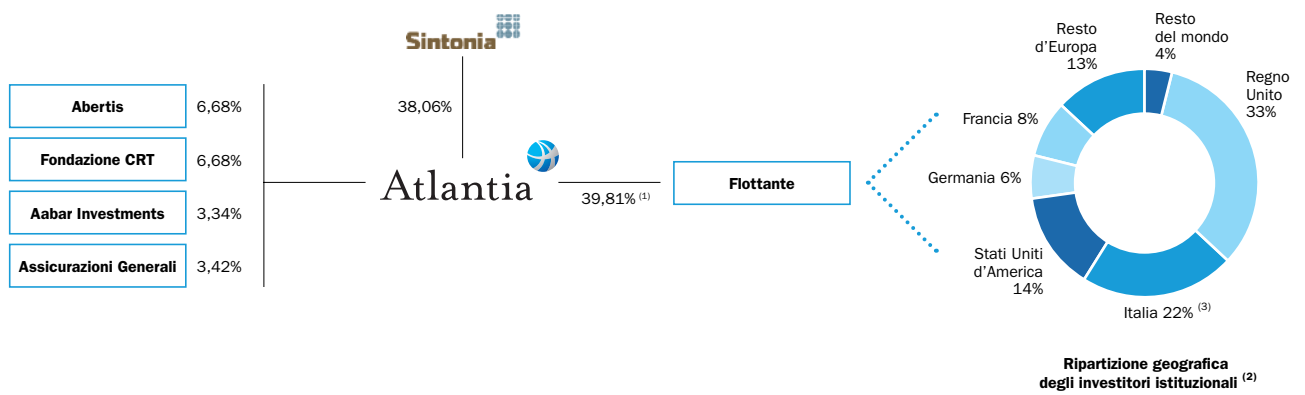 Sintonia
38,06%
Abertis 6,68%
Fondazione CRT 6,68%
Aabar Investments 3,34%
Assicurazioni Generali 3,42%
Atlantia
39,81% (1)
Flottante
Resto
d'Europa
13%
Resto
del mondo
4%
Regno
Unito
33%
Francia 8%
Germania 6%
Stati Uniti
d'America
14%
Italia 22% (3)
Ripartizione geografica
degli investitori istituzionali (2)